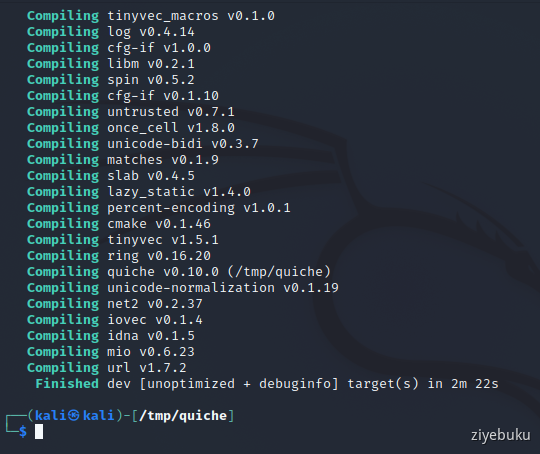 Compiling tinyvec_macros v0.1.0
Compiling log v0.4.14
Compiling cfg-if v1.0.0
Compiling libm v0.2.1
Compiling spin v0.5.2
Compiling cfg-if v0.1.10
Compiling untrusted v0.7.1
Compiling once_cell v1.8.0
Compiling unicode-bidi v0.3.7
Compiling matches v0.1.9
Compiling slab v0.4.5
Compiling lazy_static v1.4.0
Compiling percent-encoding v1.0.1
Compiling cmake v0.1.46
Compiling tinyvec v1.5.1
Compiling ring v0.16.20
Compiling quiche v0.10.0 (/tmp/quiche)
Compiling unicode-normalization v0.1.19
Compiling net2 v0.2.37
Compiling iovec v0.1.4
Compiling idna v0.1.5
Compiling mio v0.6.23
Compiling url v1.7.2
Finished dev [unoptimized + debuginfo] target(s) in 2m 22s
┌──(kali㉿kali)-[/tmp/quiche]
└─$
ziyebuku